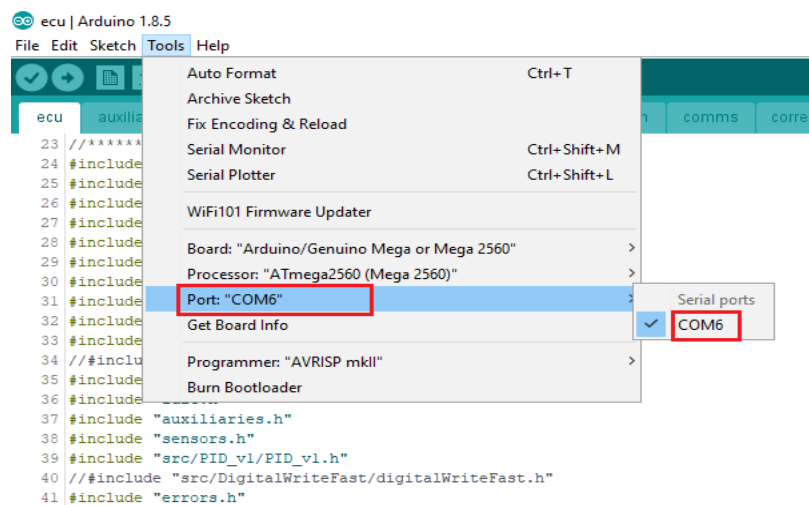 ecu | Arduino 1.8.5
File Edit Sketch Tools Help
ecu auxilia comms corre
Auto Format Ctrl+T
Archive Sketch
Fix Encoding & Reload
Serial Monitor Ctrl+Shift+M
Serial Plotter Ctrl+Shift+L
WiFi101 Firmware Updater
Board: "Arduino/Genuino Mega or Mega 2560"
Processor: "ATmega2560 (Mega 2560)"
Port: "COM6"
Get Board Info
Programmer: "AVRISP mkII"
Burn Bootloader
Serial ports
COM6
23 //******
24 #include
25 #include
26 #include
27 #include
28 #include
29 #include
30 #include
31 #include
32 #include
33 #include
34 //#inclu
35 #include
36 #include
37 #include "auxiliaries.h"
38 #include "sensors.h"
39 #include "src/PID_v1/PID_v1.h"
40 //#include "src/DigitalWriteFast/digitalWriteFast.h"
41 #include "errors.h"